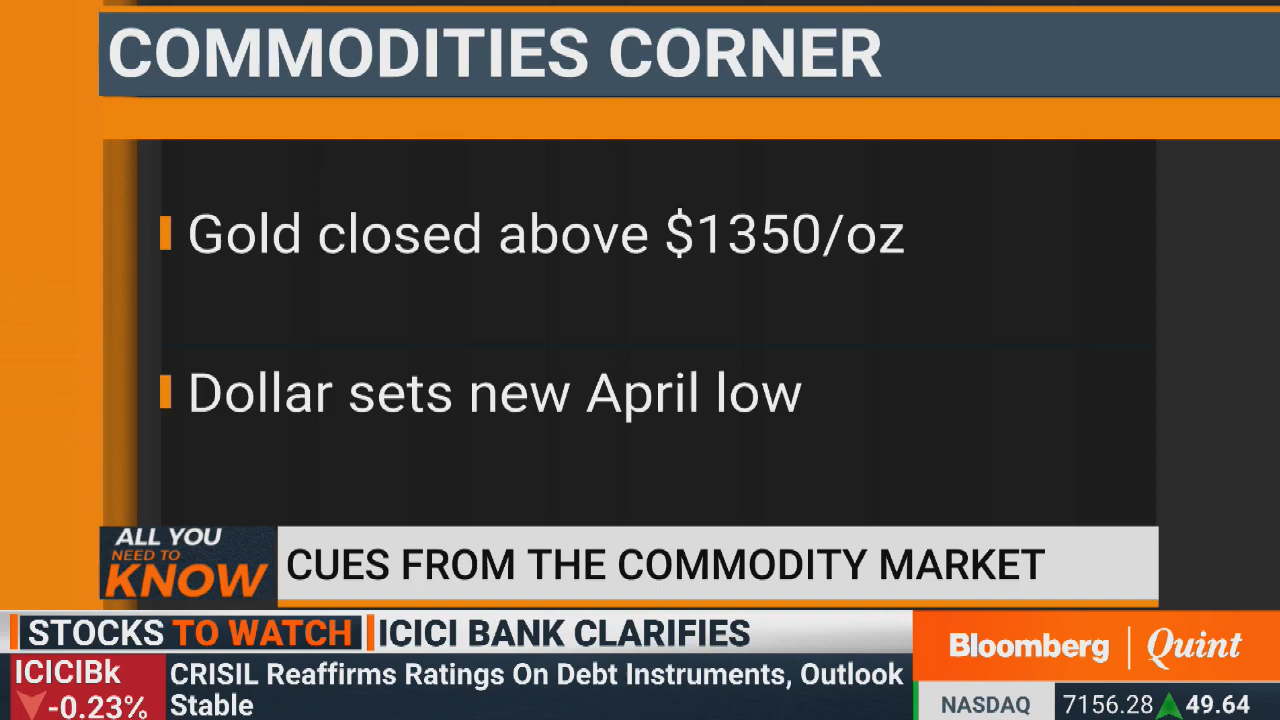 COMMODITIES CORNER
Gold closed above $1350/oz
Dollar sets new April low
ALL YOU
NEED TO
KNOW
CUES FROM THE COMMODITY MARKET
STOCKS TO WATCH
ICICI BANK CLARIFIES
ICICIBk
-0.23%
CRISIL Reaffirms Ratings On Debt Instruments, Outlook
Stable
Bloomberg | Quint
NASDAQ 7156.28 49.64